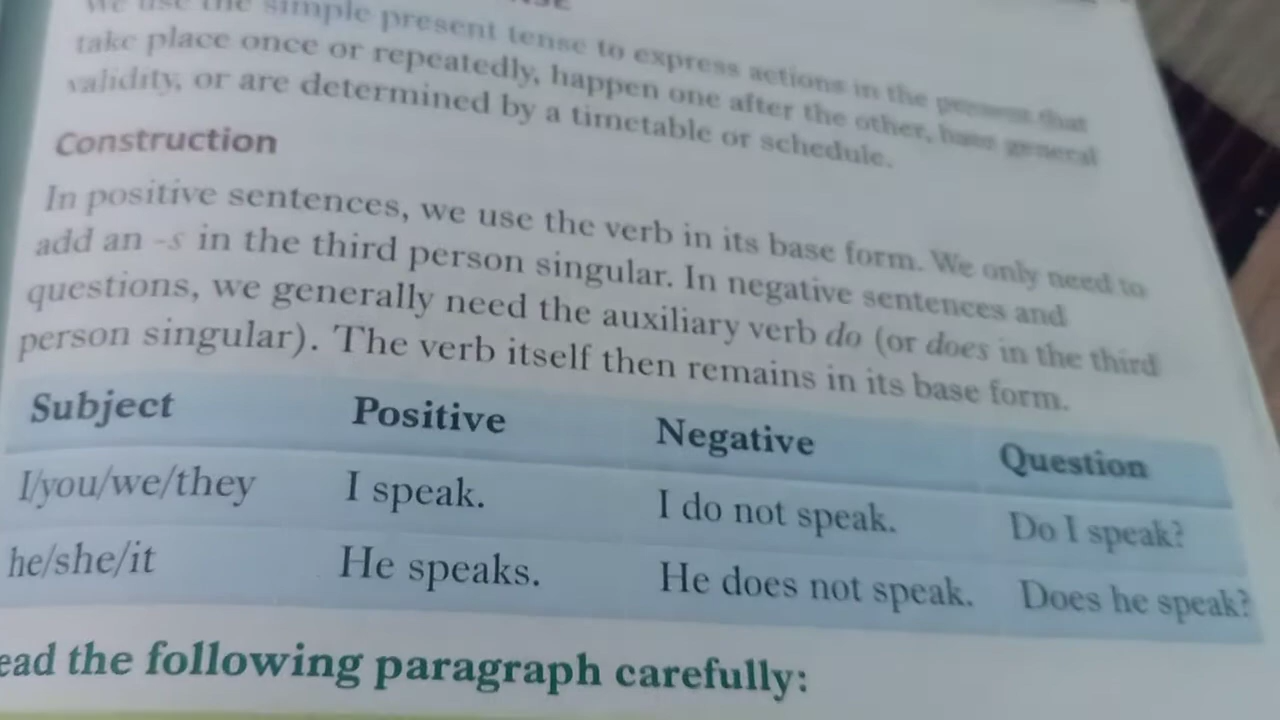 We use the simple present tense to express actions in the present that
take place once or repeatedly, happen one after the other, have general
validity, or are determined by a timetable or schedule.
Construction
In positive sentences, we use the verb in its base form. We only need to
add an -s in the third person singular. In negative sentences and
questions, we generally need the auxiliary verb do (or does in the third
person singular). The verb itself then remains in its base form.
Subject Positive Negative Question
I/you/we/they I speak. I do not speak. Do I speak?
he/she/it He speaks. He does not speak. Does he speak?
ead the following paragraph carefully: